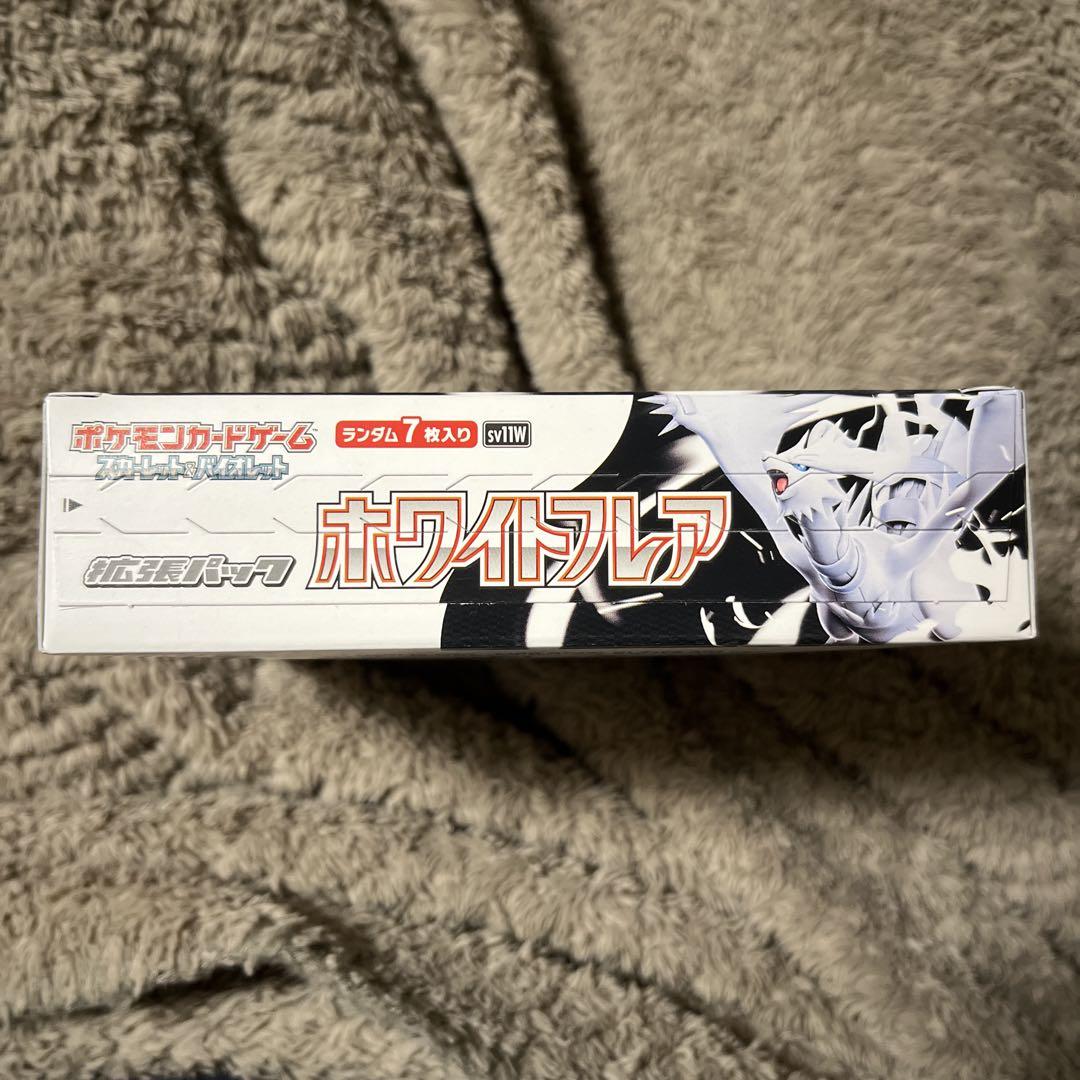 ポケモンカードゲーム
スカーレット&バイオレット
ランダム7枚入り sv11W
拡張パック
ホワイトフレア